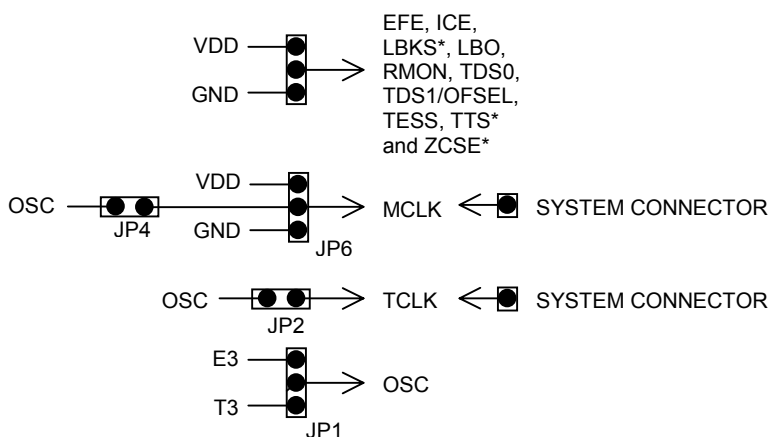 VDD
GND
EFE, ICE,
LBKS*, LBO,
RMON, TDS0,
TDS1/OFSEL,
TESS, TTS*
and ZCSE*
OSC
JP4
VDD
GND
JP6
MCLK
SYSTEM CONNECTOR
OSC
JP2
TCLK
SYSTEM CONNECTOR
E3
T3
JP1
OSC